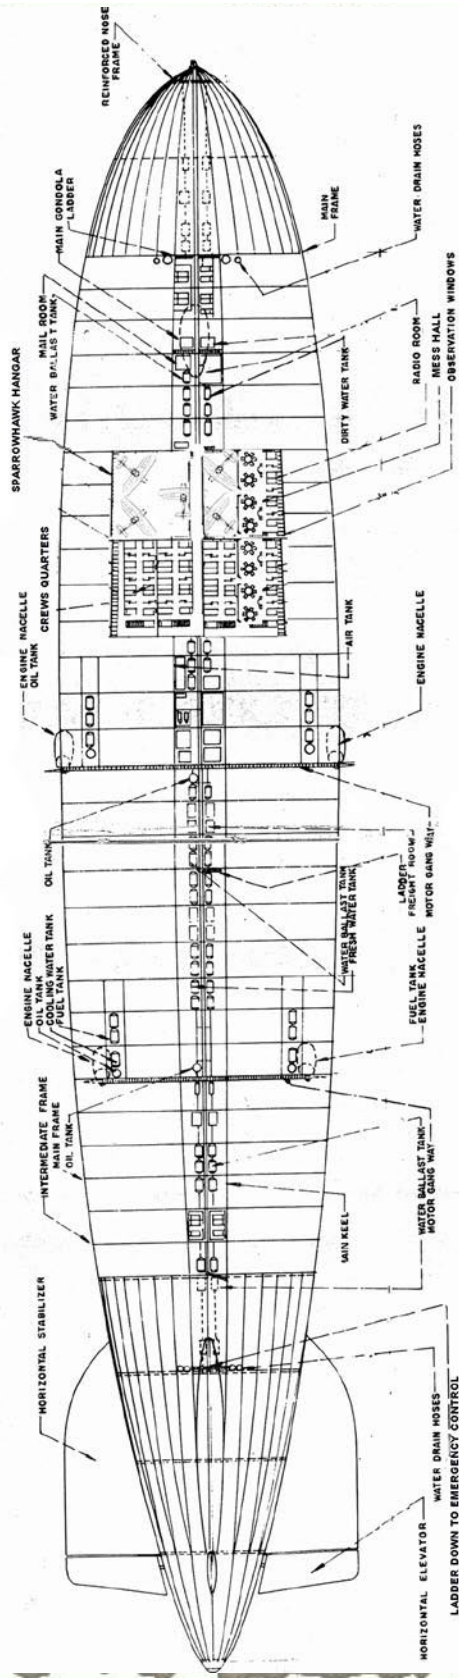 REINFORCED NOSE
FRAME
MAIN GONDOLA
LADDER
MAIL ROOM
WATER BALLAST TANK
SPARROWHAWK HANGAR
CREWS QUARTERS
ENGINE NACELLE
OIL TANK
OIL TANK
ENGINE NACELLE
OIL TANK
COOLING WATER TANK
FUEL TANK
INTERMEDIATE FRAME
MAIN FRAME
OIL TANK
HORIZONTAL STABILIZER
WATER DRAIN HOSES
MAIN
FRAME
DIRTY WATER TANK
RADIO ROOM
MESS HALL
OBSERVATION WINDOWS
AIR TANK
ENGINE NACELLE
WATER BALLAST TANK
FRESH WATER TANK
LADDER
FREIGHT ROOM
MOTOR GANG WAY
FUEL TANK
ENGINE NACELLE
AIN KEEL
WATER BALLAST TANK
MOTOR GANG WAY
HORIZONTAL ELEVATOR
WATER DRAIN HOSES
LADDER DOWN TO EMERGENCY CONTROL